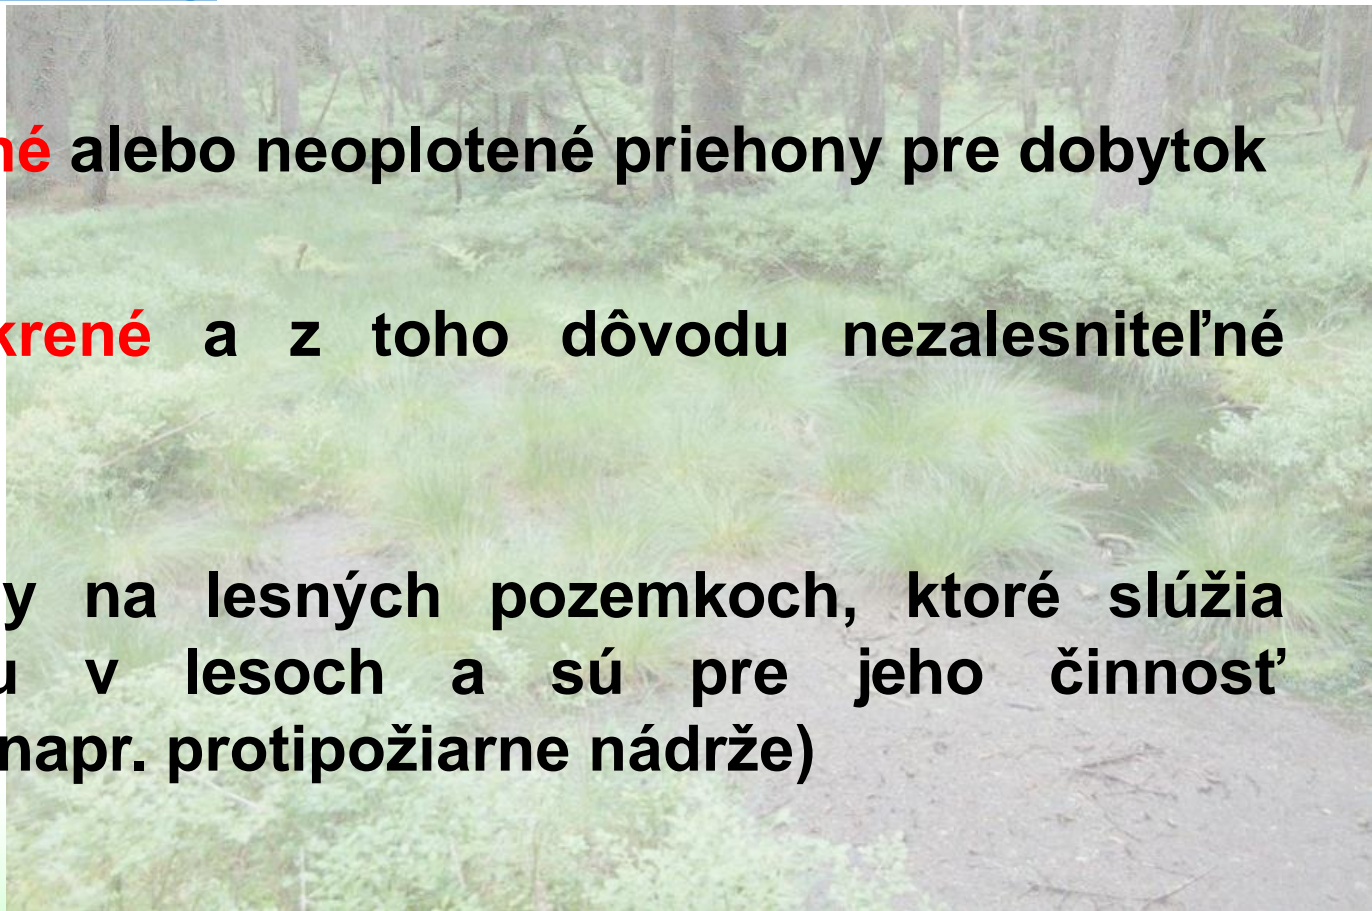 né alebo neoplotené priehony pre dobytok
krené a z toho dôvodu nezalesniteľné
y na lesných pozemkoch, ktoré slúžia
u v lesoch a sú pre jeho činnosť
napr. protipožiarne nádrže)